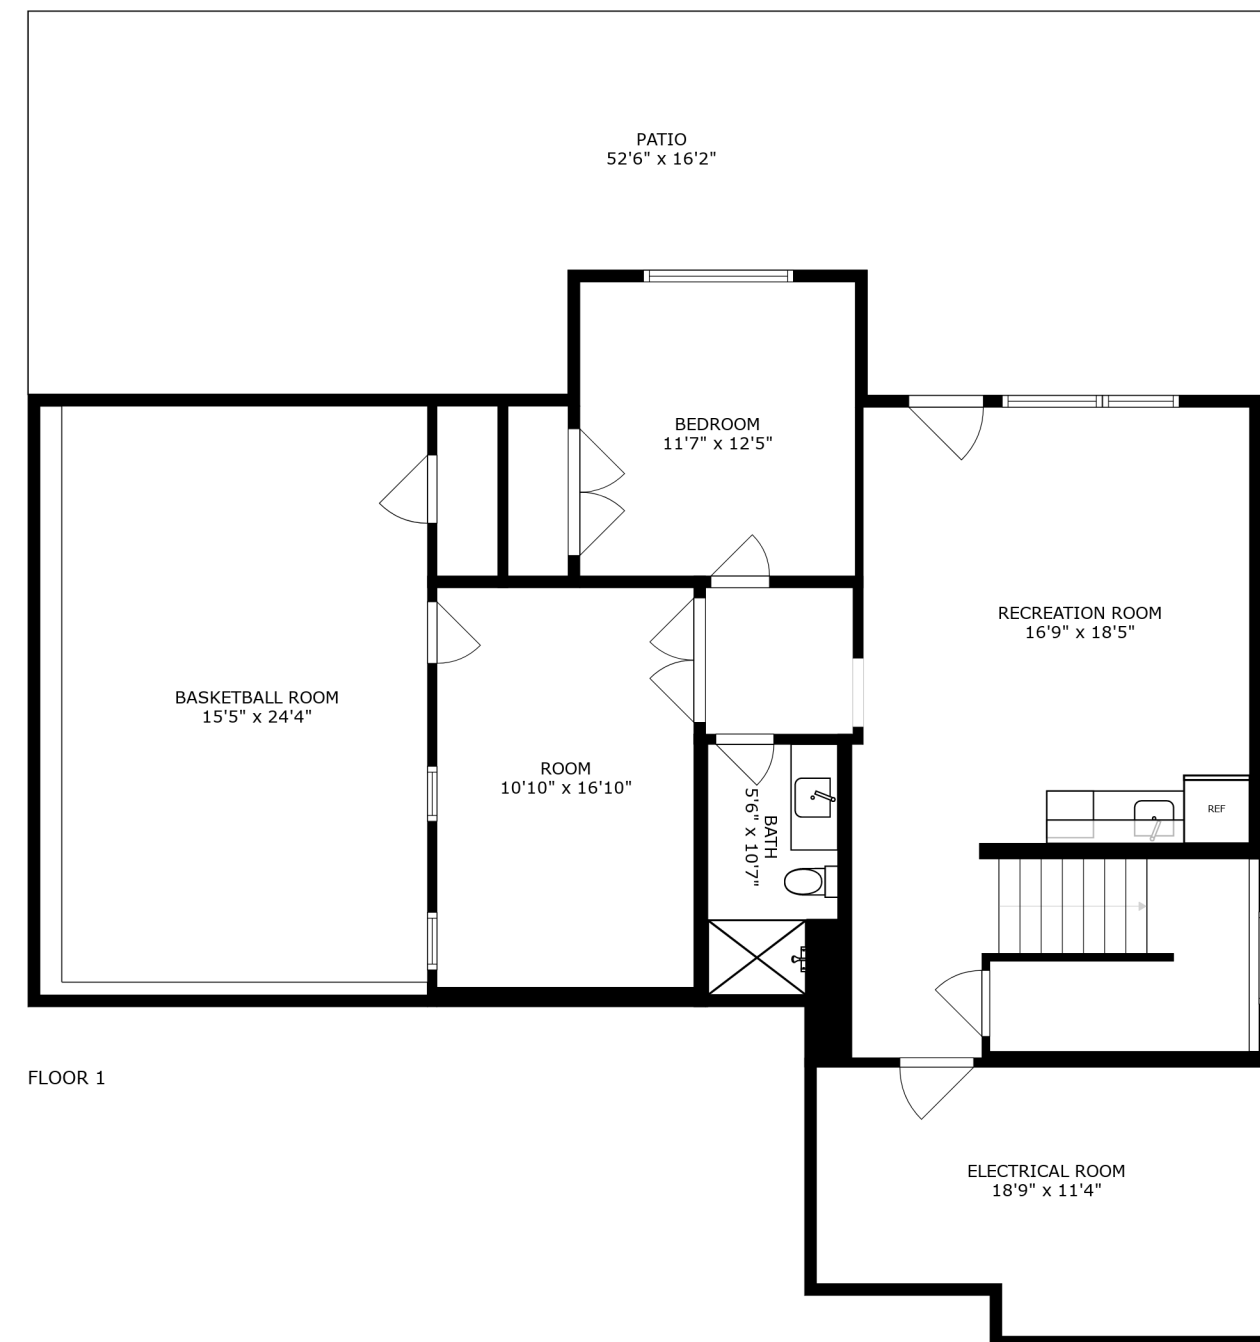 PATIO
52'6" x 16'2"
BEDROOM
11'7" x 12'5"
RECREATION ROOM
16'9" x 18'5"
BASKETBALL ROOM
15'5" x 24'4"
ROOM
10'10" x 16'10"
BATH
5'6" x 10'7"
REF
FLOOR 1
ELECTRICAL ROOM
18'9" x 11'4"